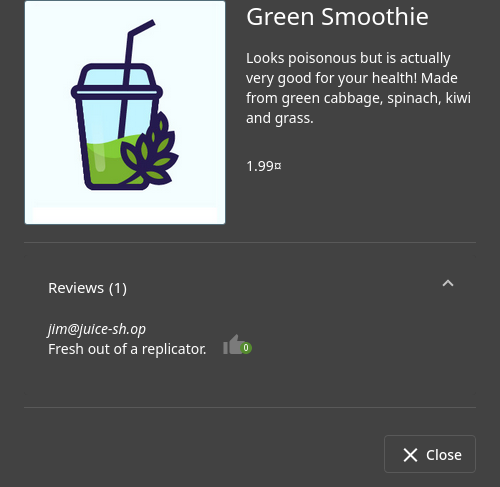 Green Smoothie
Looks poisonous but is actually
very good for your health! Made
from green cabbage, spinach, kiwi
and grass.
1.99¤
Reviews (1)
jim@juice-sh.op
Fresh out of a replicator.
0
Close